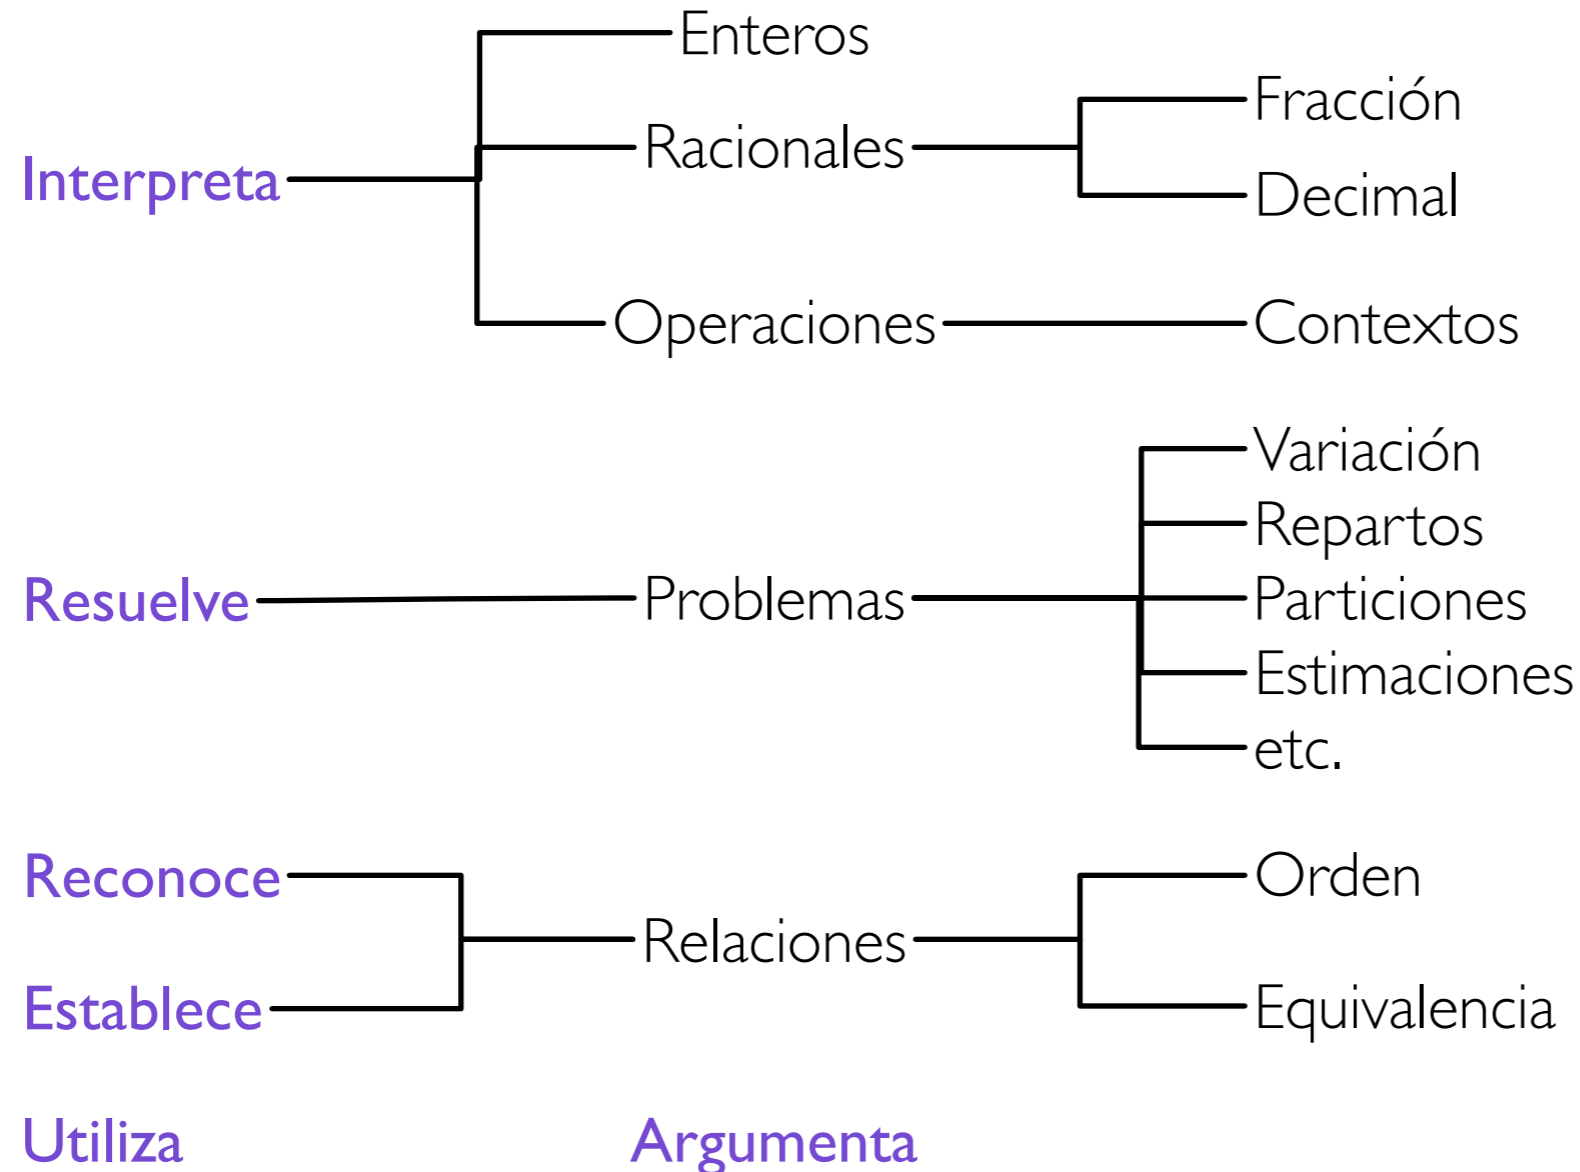 Enteros
Fracción
Interpreta Racionales
Decimal
Operaciones Contextos
Variación
Repartos
Resuelve Problemas Particiones
Estimaciones
etc.
Reconoce Orden
Relaciones
Establece Equivalencia
Utiliza Argumenta